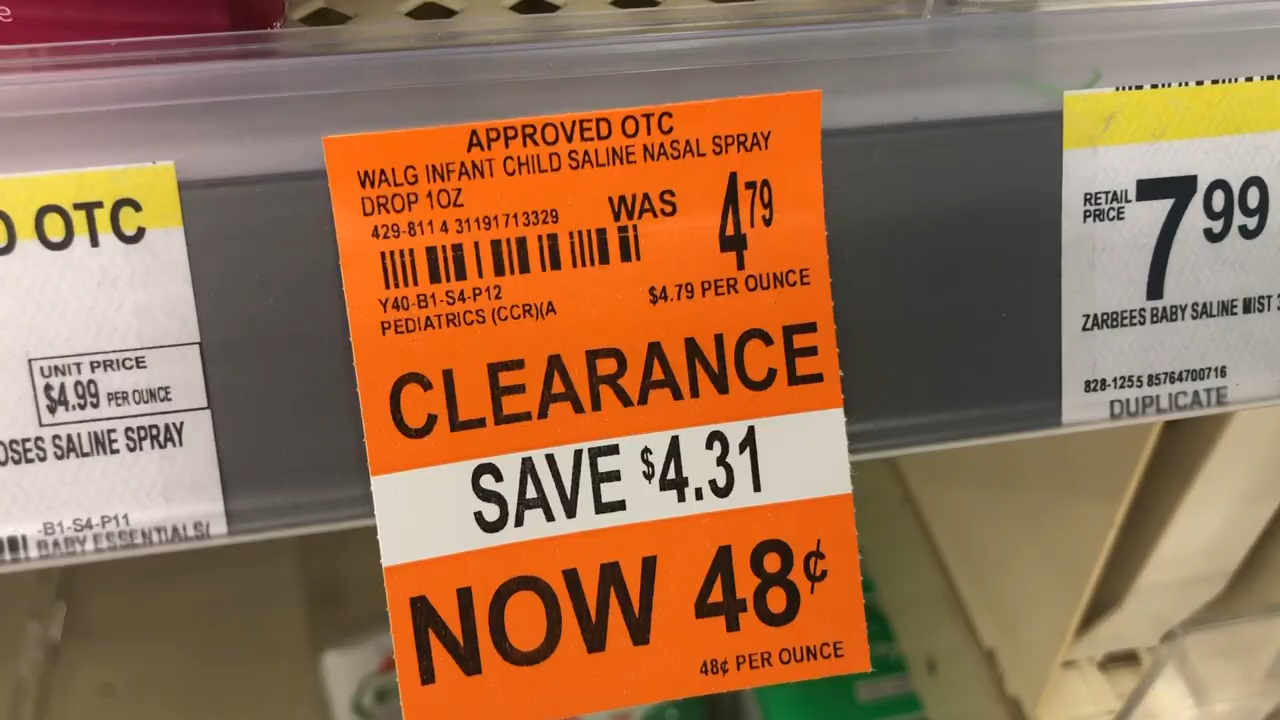 OTC
UNIT PRICE
$4.99 PER OUNCE
SALINE SPRAY
-B1-S4-P11
BABY ESSENTIALS(
APPROVED OTC
WALG INFANT CHILD SALINE NASAL SPRAY
DROP 1OZ
429-8114 31191713329
WAS 4 79
$4.79 PER OUNCE
Y40-B1-S4-P12
PEDIATRICS (CCR)(A
CLEARANCE
SAVE $4.31
NOW 48¢
48¢ PER OUNCE
RETAIL
PRICE
7 99
ZARBEES BABY SALINE MIST
828-1255 85764700716
DUPLICATE